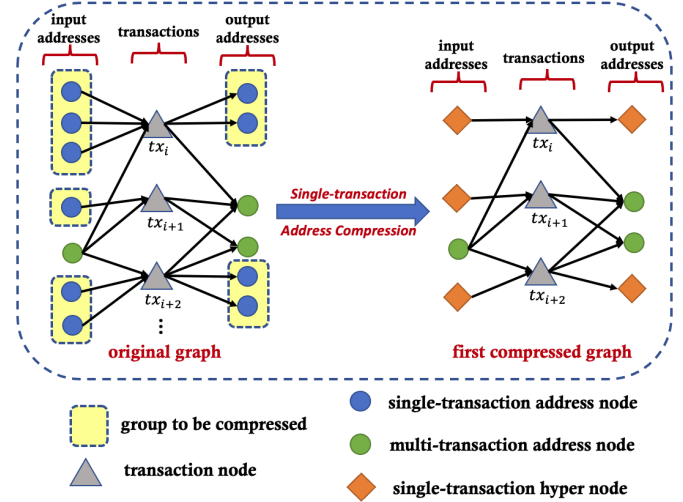 input addresses
transactions
output addresses
input addresses
transactions
output addresses
tx_i
tx_{i+1}
tx_{i+2}
...
original graph
Single-transaction
Address Compression
tx_i
tx_{i+1}
tx_{i+2}
first compressed graph
group to be compressed
transaction node
single-transaction address node
multi-transaction address node
single-transaction hyper node